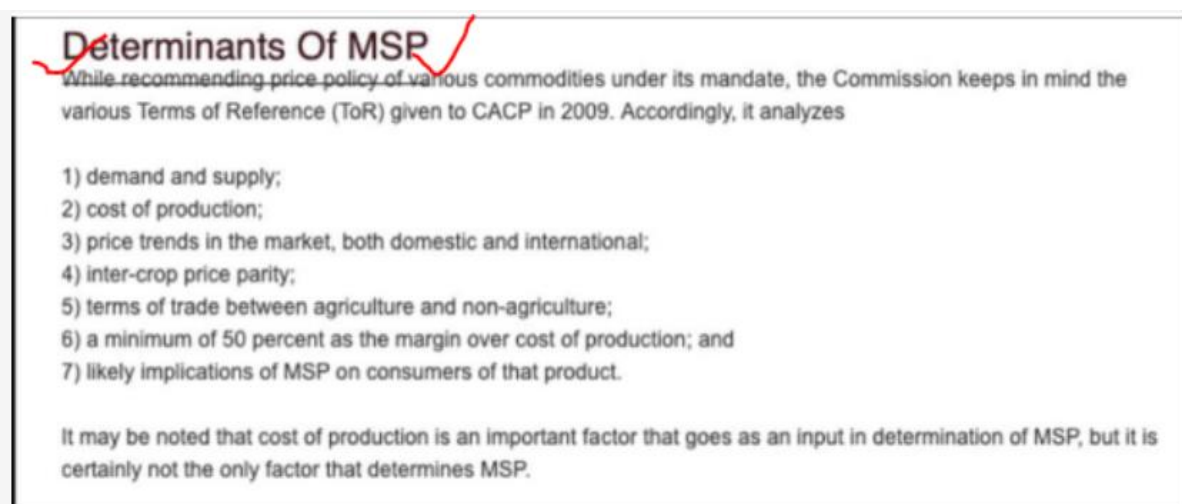 Determinants Of MSP
While recommending price policy of various commodities under its mandate, the Commission keeps in mind the
various Terms of Reference (ToR) given to CACP in 2009. Accordingly, it analyzes
1) demand and supply;
2) cost of production;
3) price trends in the market, both domestic and international;
4) inter-crop price parity;
5) terms of trade between agriculture and non-agriculture;
6) a minimum of 50 percent as the margin over cost of production; and
7) likely implications of MSP on consumers of that product.
It may be noted that cost of production is an important factor that goes as an input in determination of MSP, but it is
certainly not the only factor that determines MSP.